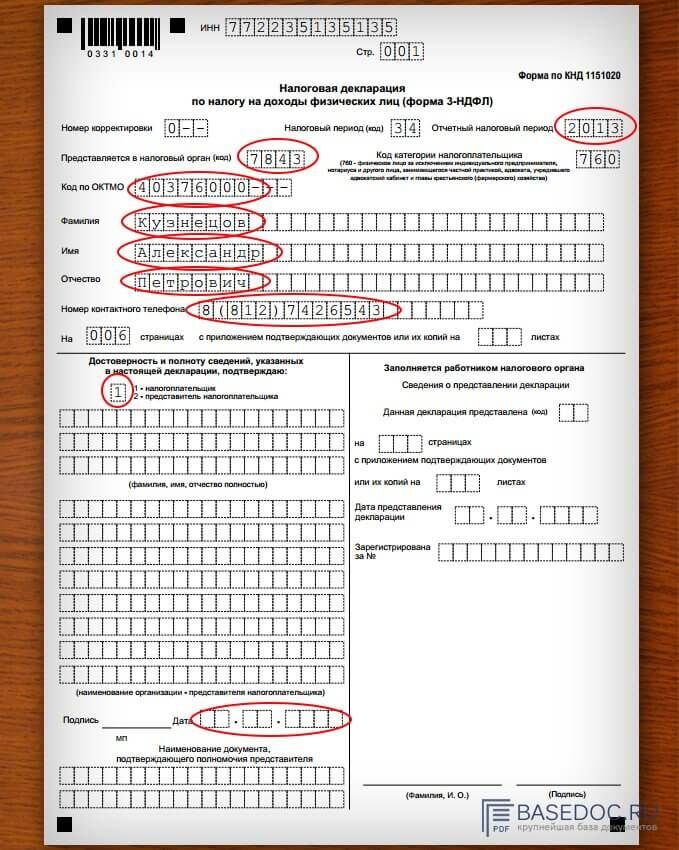 ИНН 772235135135
0331 0014
Стр. 001
Форма по КНД 1151020
Налоговая декларация
по налогу на доходы физических лиц (форма 3-НДФЛ)
Номер корректировки 0-- Налоговый период (код) 34 Отчетный налоговый период 2013
Представляется в налоговый орган (код) 7843 Код категории налогоплательщика 760
(760 - физическое лицо за исключением индивидуального предпринимателя,
нотариуса и другого лица, занимающегося частной практикой, адвоката, учредившего
адвокатский кабинет и главы крестьянского (фермерского) хозяйства)
Код по ОКТМО 40376000---
Фамилия Кузнецов
Имя Александр
Отчество Петрович
Номер контактного телефона 8(812)7426543
На 006 страницах с приложением подтверждающих документов или их копий на листах
Достоверность и полноту сведений, указанных
в настоящей декларации, подтверждаю:
1 1 - налогоплательщик
2 - представитель налогоплательщика
(фамилия, имя, отчество полностью)
(наименование организации - представителя налогоплательщика)
Подпись Дата . .
МП
Наименование документа,
подтверждающего полномочия представителя
Заполняется работником налогового органа
Сведения о представлении декларации
Данная декларация представлена (код)
на страницах
с приложением подтверждающих документов
или их копий на листах
Дата представления
декларации . .
Зарегистрирована
за №
(Фамилия, И. О.) (Подпись)
PDF BASEDOC.RU
крупнейшая база документов